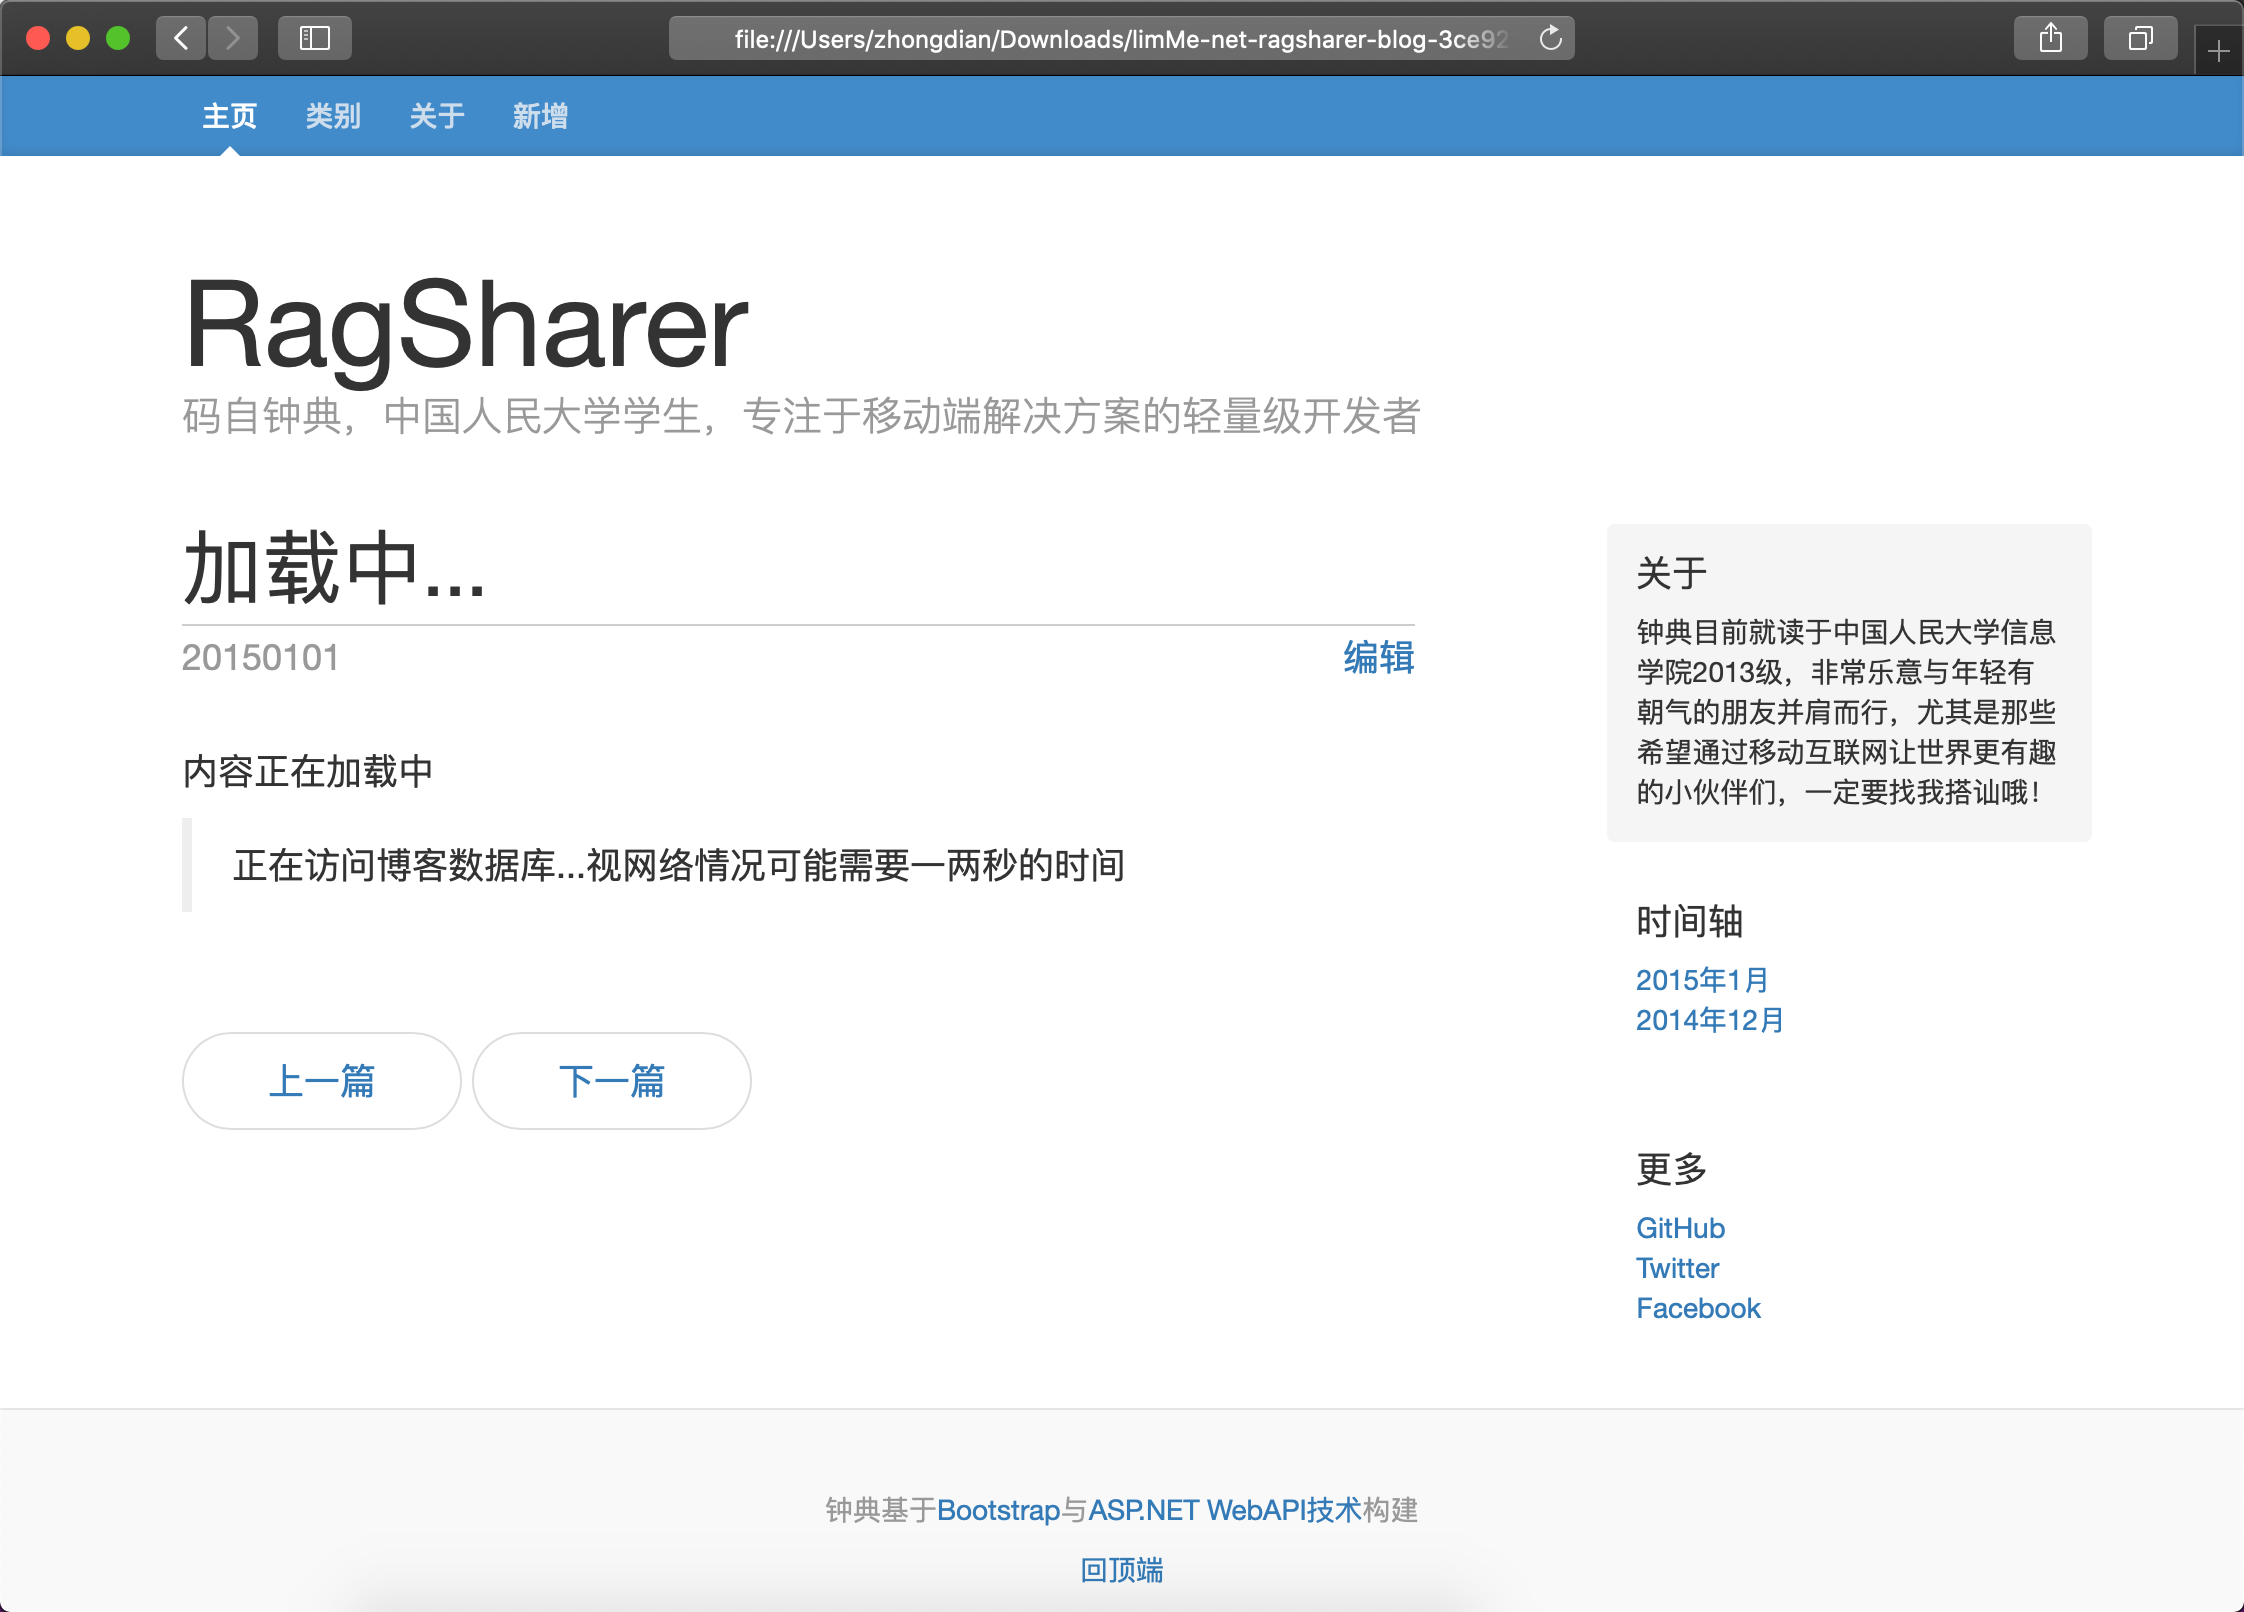 file:///Users/zhongdian/Downloads/limMe-net-ragsharer-blog-3ce92
主页 类别 关于 新增
RagSharer
码自钟典，中国人民大学学生，专注于移动端解决方案的轻量级开发者
加载中...
20150101 编辑
内容正在加载中
正在访问博客数据库...视网络情况可能需要一两秒的时间
上一篇 下一篇
关于
钟典目前就读于中国人民大学信息
学院2013级，非常乐意与年轻有
朝气的朋友并肩而行，尤其是那些
希望通过移动互联网让世界更有趣
的小伙伴们，一定要找我搭讪哦！
时间轴
2015年1月
2014年12月
更多
GitHub
Twitter
Facebook
钟典基于Bootstrap与ASP.NET WebAPI技术构建
回顶端